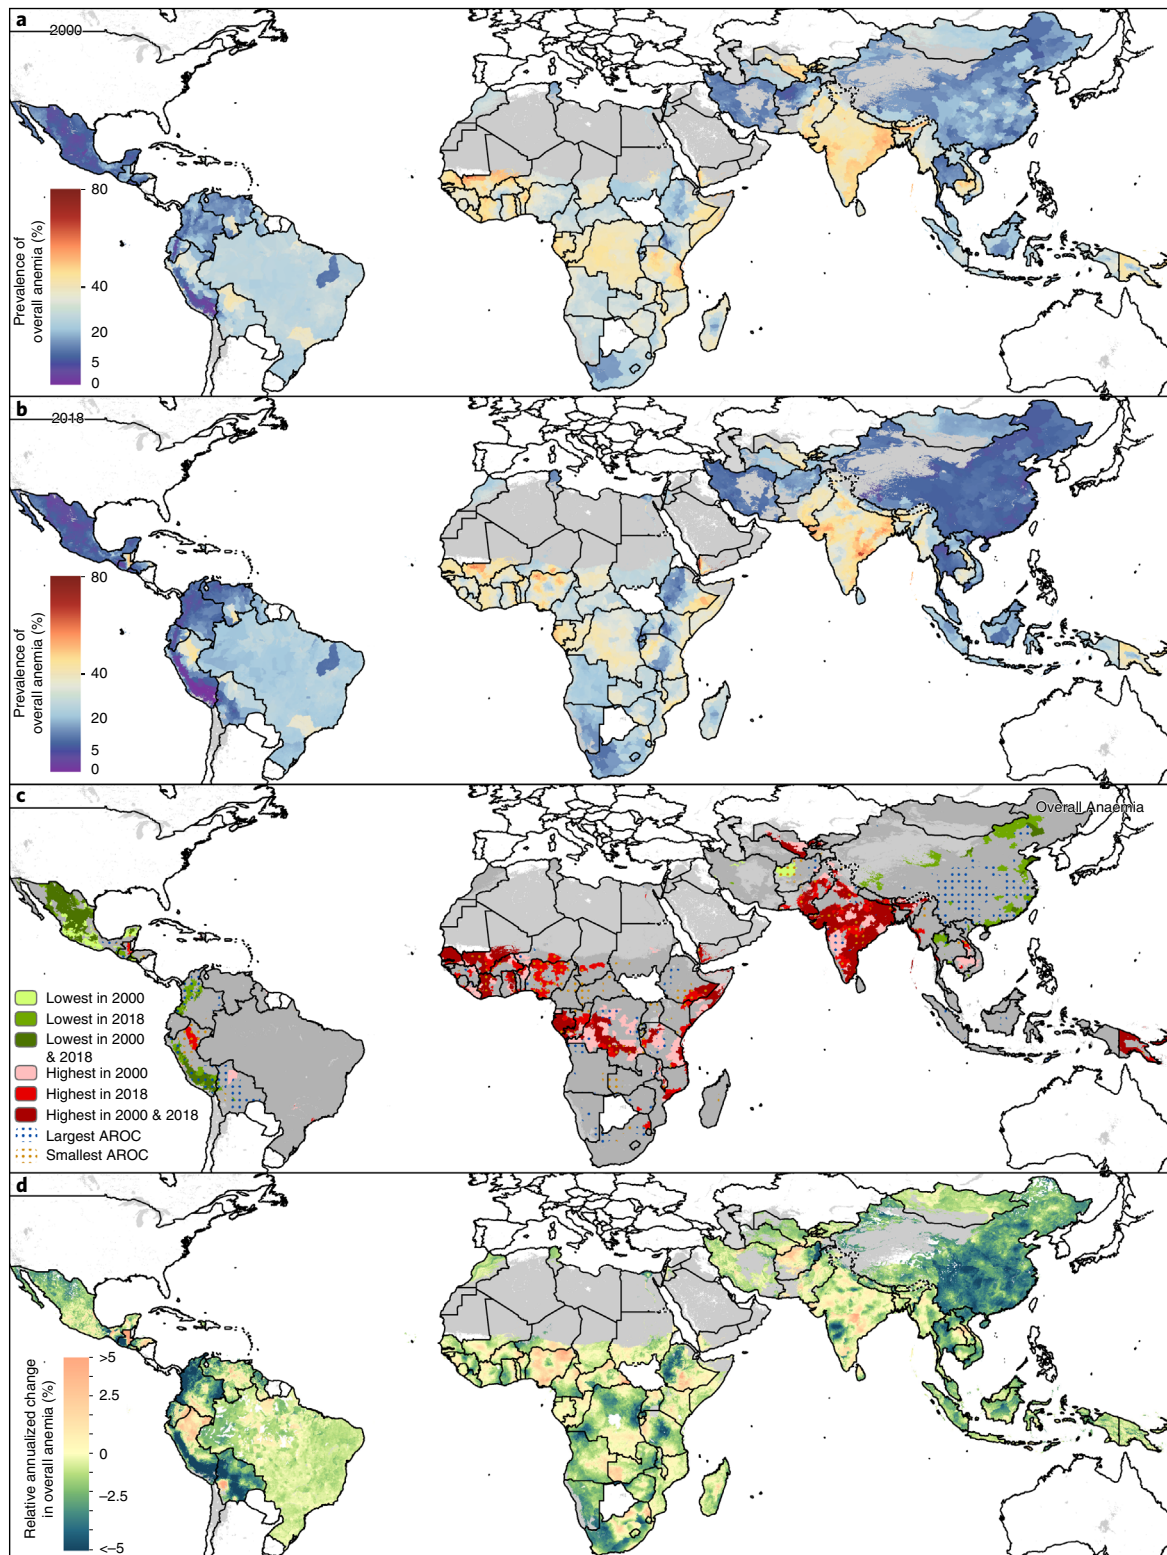 a
2000
80
40
20
5
0
Prevalence of
overall anemia (%)
b
2018
80
40
20
5
0
Prevalence of
overall anemia (%)
c
Overall Anaemia
Lowest in 2000
Lowest in 2018
Lowest in 2000
& 2018
Highest in 2000
Highest in 2018
Highest in 2000 & 2018
Largest AROC
Smallest AROC
d
>5
2.5
0
–2.5
<–5
Relative annualized change
in overall anemia (%)